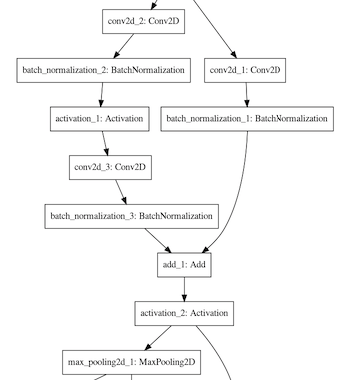 conv2d_2: Conv2D
batch_normalization_2: BatchNormalization
conv2d_1: Conv2D
activation_1: Activation
batch_normalization_1: BatchNormalization
conv2d_3: Conv2D
batch_normalization_3: BatchNormalization
add_1: Add
activation_2: Activation
max_pooling2d_1: MaxPooling2D